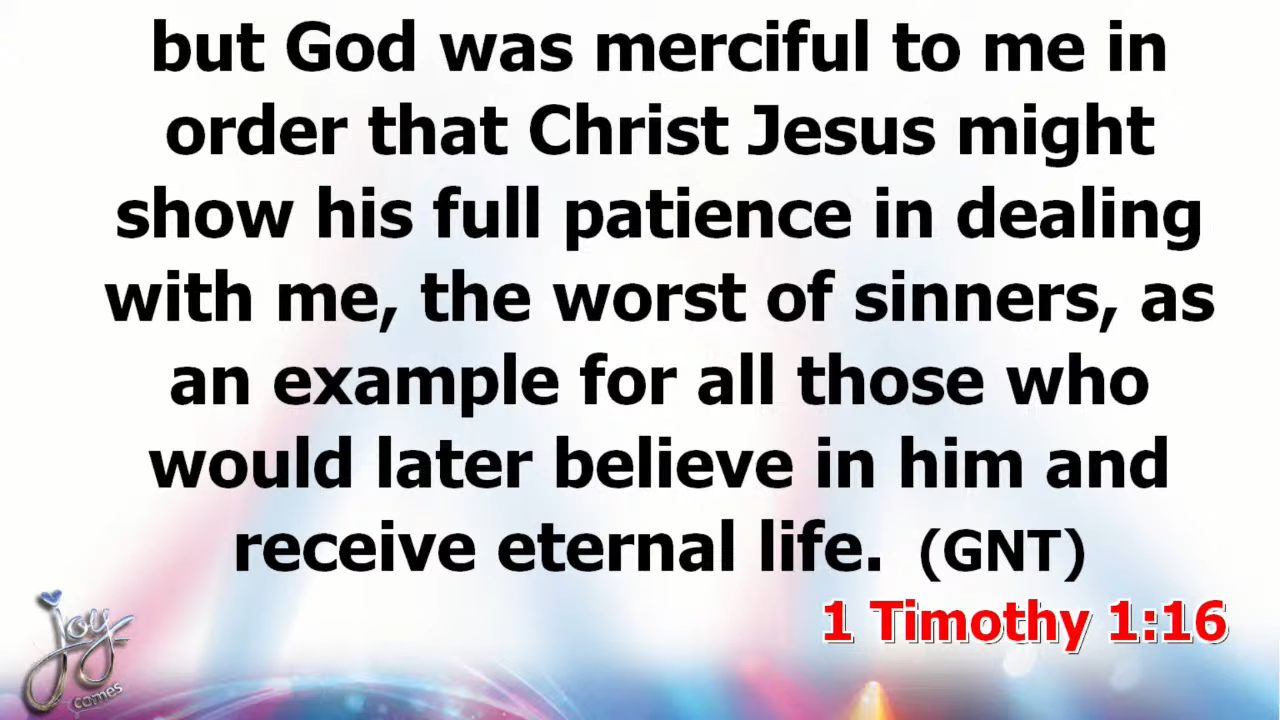 but God was merciful to me in
order that Christ Jesus might
show his full patience in dealing
with me, the worst of sinners, as
an example for all those who
would later believe in him and
receive eternal life. (GNT)
1 Timothy 1:16
joy
comes